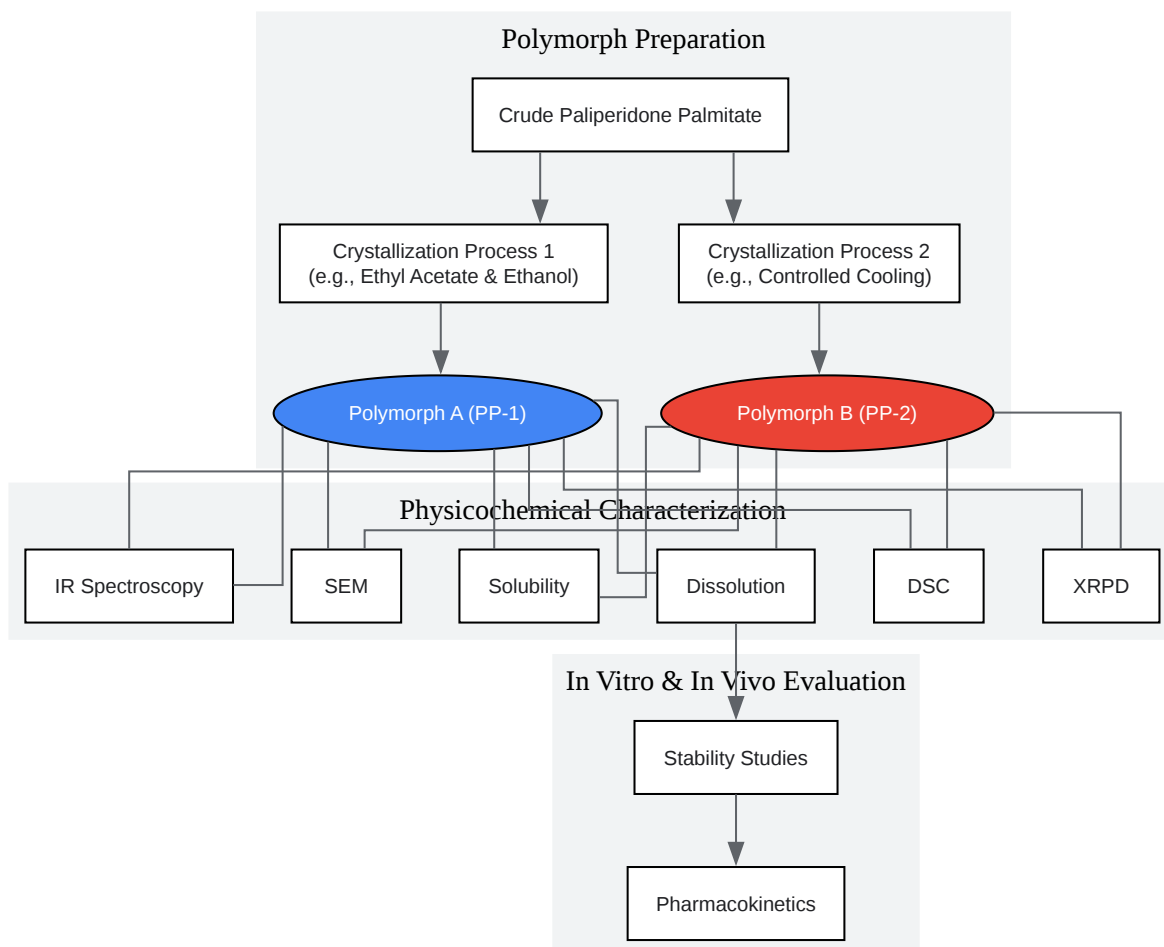 Polymorph Preparation
Crude Paliperidone Palmitate
Crystallization Process 1
(e.g., Ethyl Acetate & Ethanol)
Crystallization Process 2
(e.g., Controlled Cooling)
Polymorph A (PP-1)
Polymorph B (PP-2)
Physicochemical Characterization
IR Spectroscopy
SEM
Solubility
Dissolution
DSC
XRPD
In Vitro & In Vivo Evaluation
Stability Studies
Pharmacokinetics